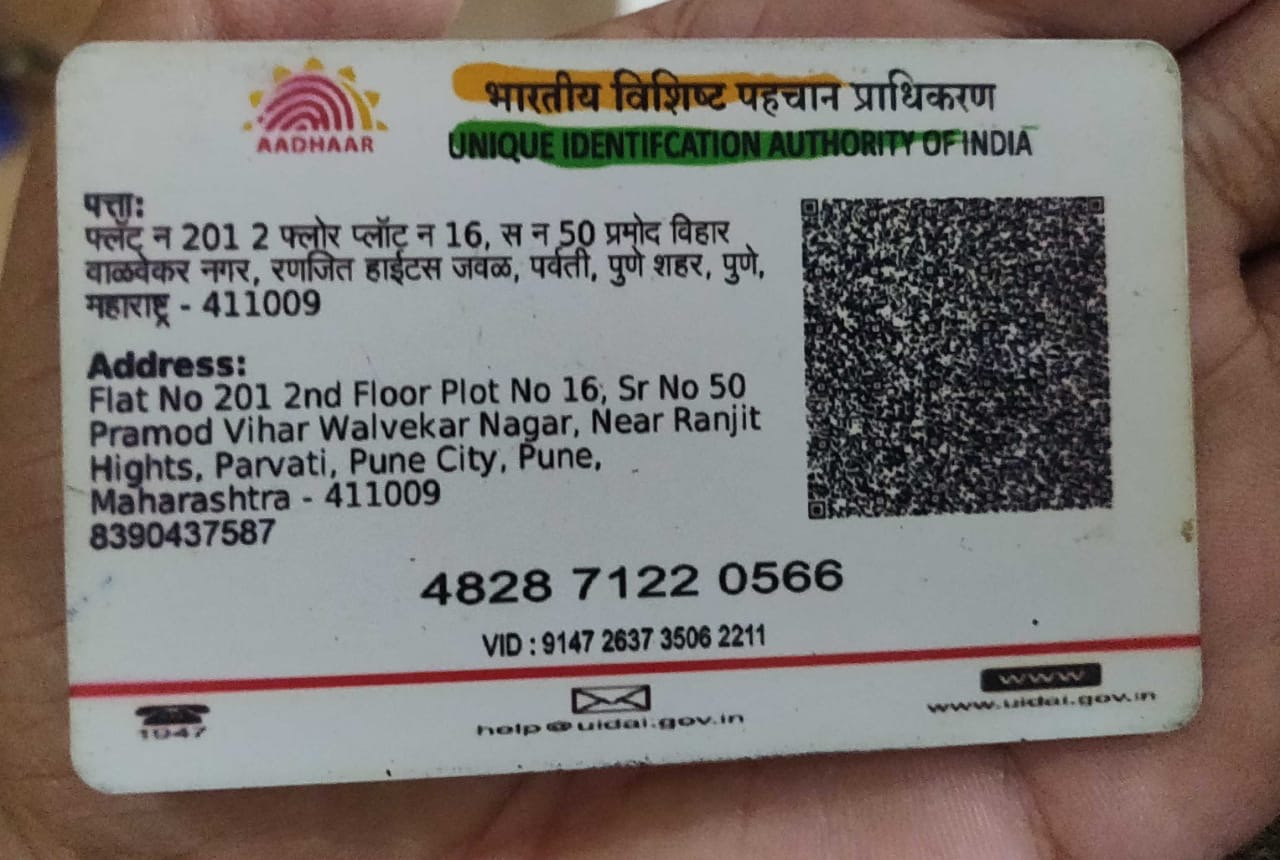 AADHAAR
भारतीय विशिष्ट पहचान प्राधिकरण
UNIQUE IDENTIFCATION AUTHORITY OF INDIA
पत्ता:
फ्लॅट न 201 2 फ्लोर प्लॉट न 16, स न 50 प्रमोद विहार
वाळवेकर नगर, रणजित हाईटस जवळ, पर्वती, पुणे शहर, पुणे,
महाराष्ट्र - 411009
Address:
Flat No 201 2nd Floor Plot No 16, Sr No 50
Pramod Vihar Walvekar Nagar, Near Ranjit
Hights, Parvati, Pune City, Pune,
Maharashtra - 411009
8390437587
4828 7122 0566
VID : 9147 2637 3506 2211
1947
help@uidai.gov.in
www
www.uidai.gov.in